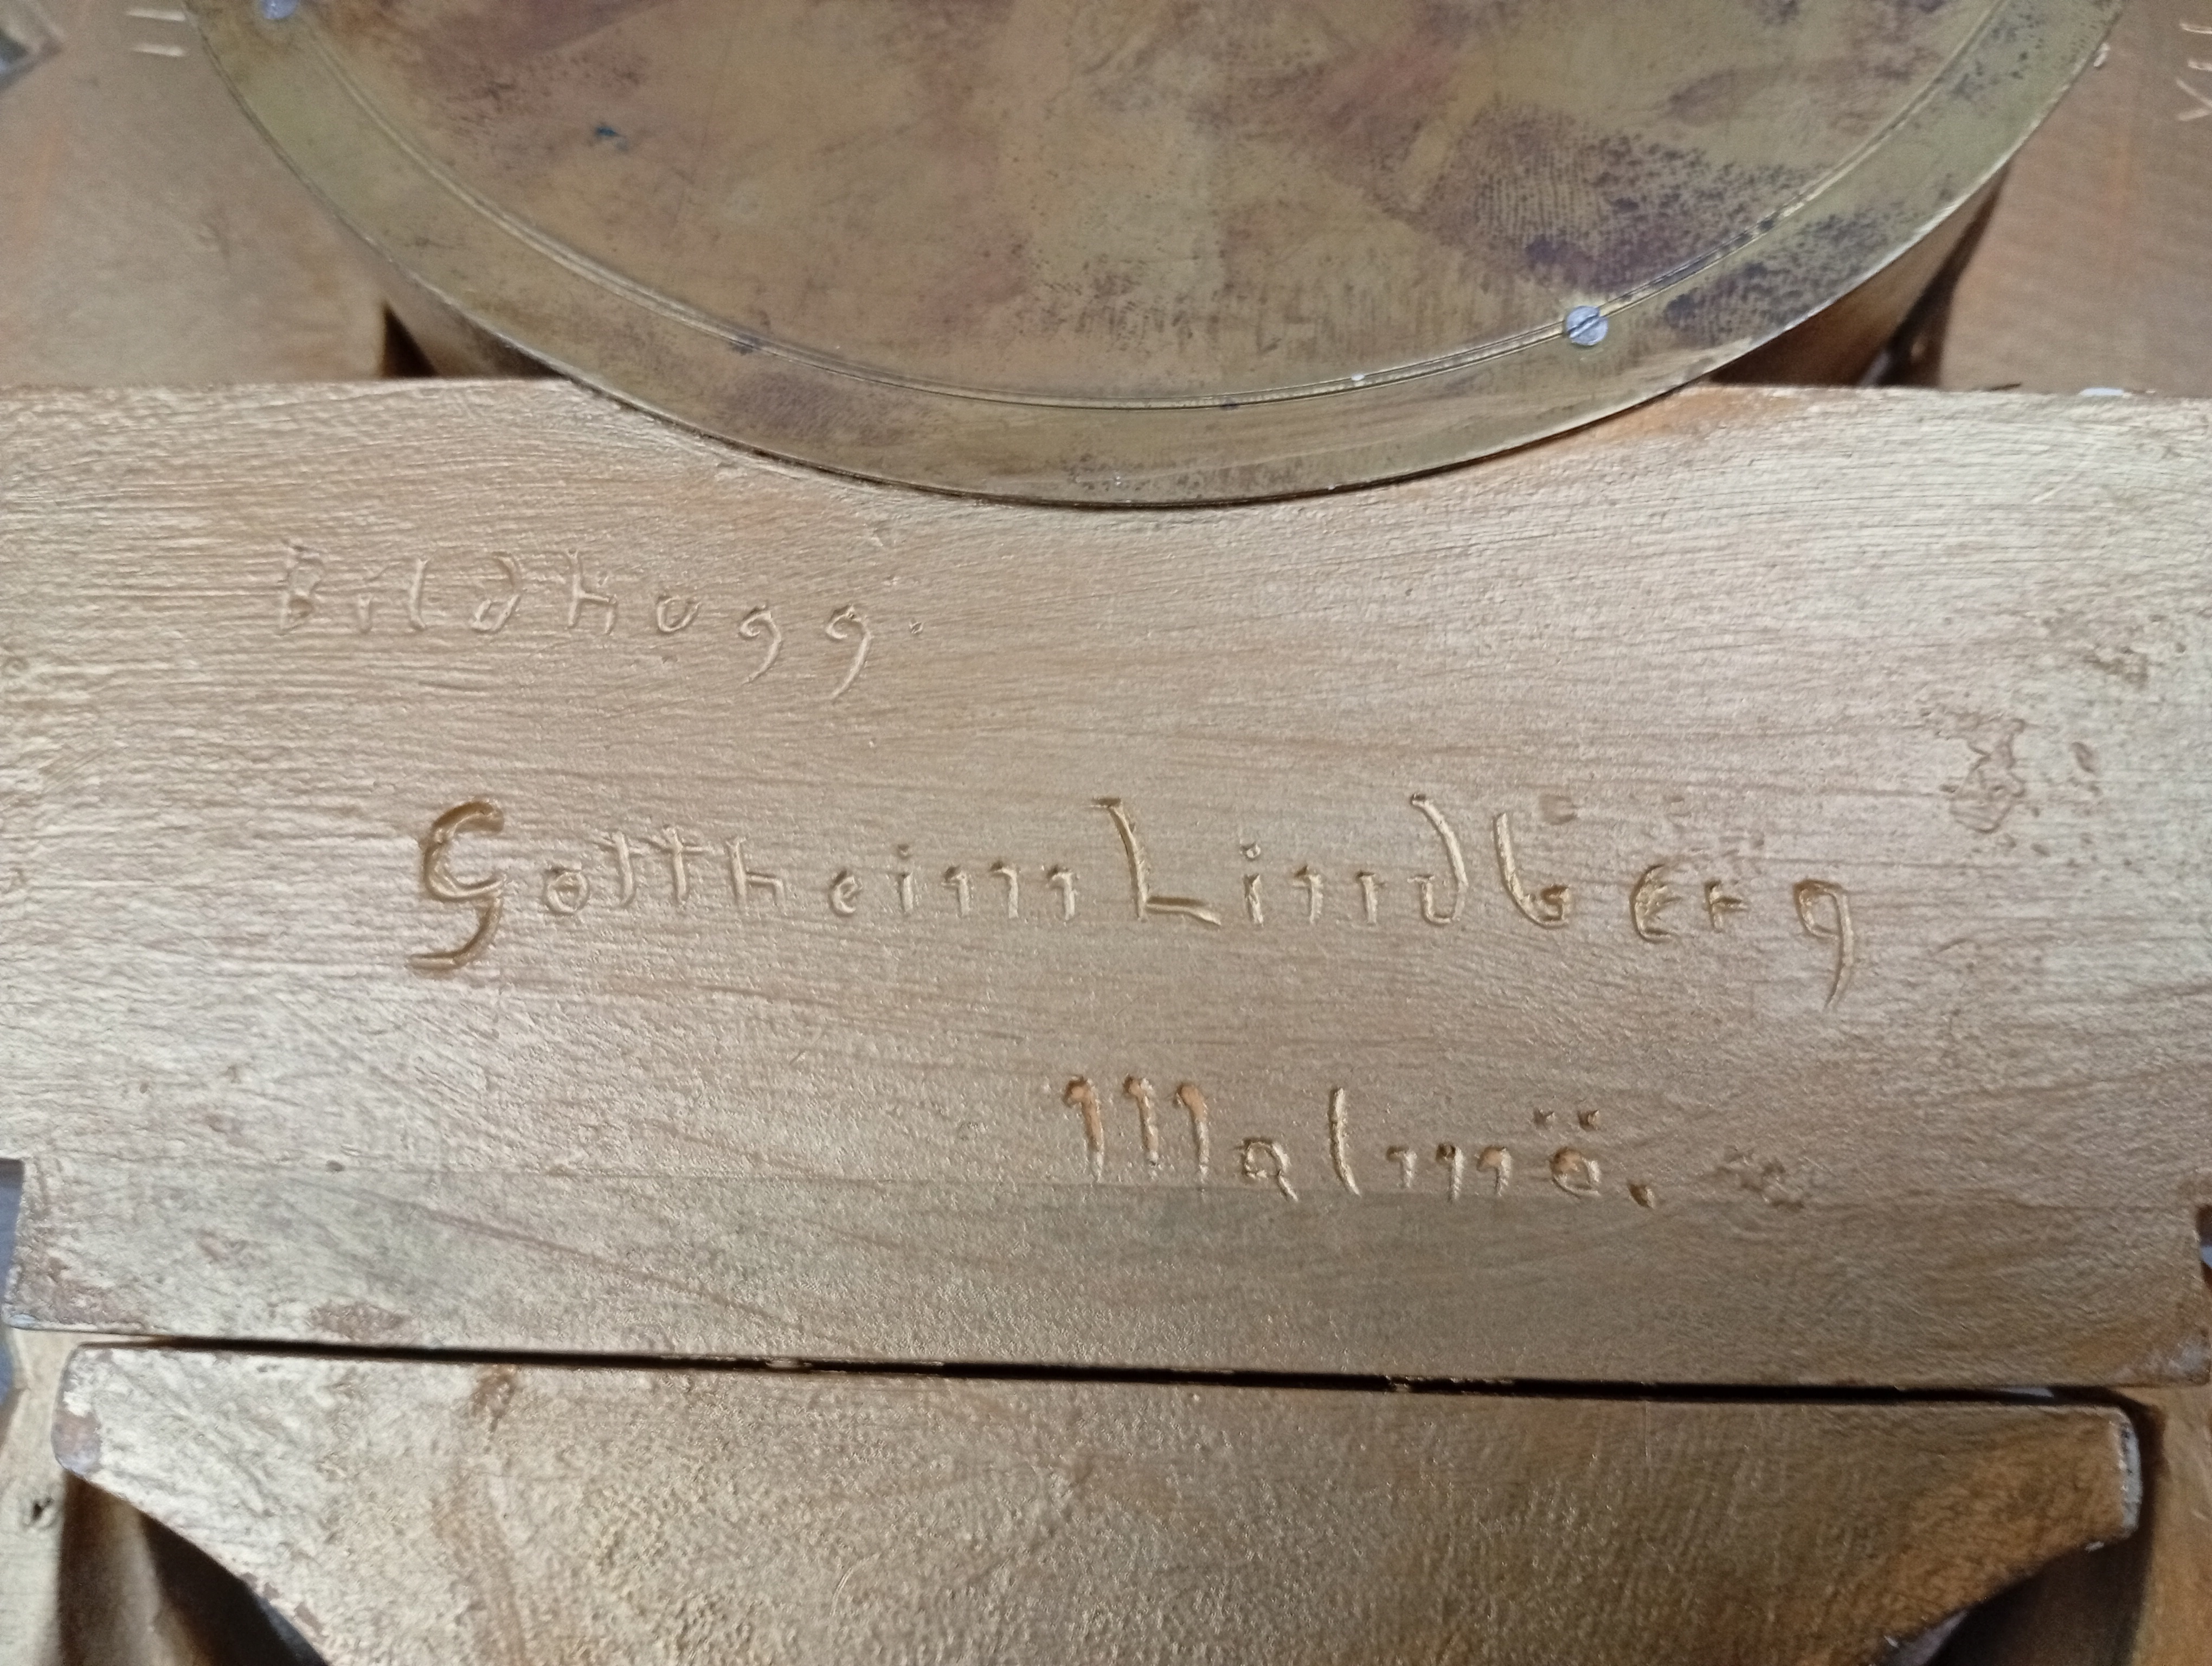 Bildhugg.
Gottheim Lindberg
Malmö.